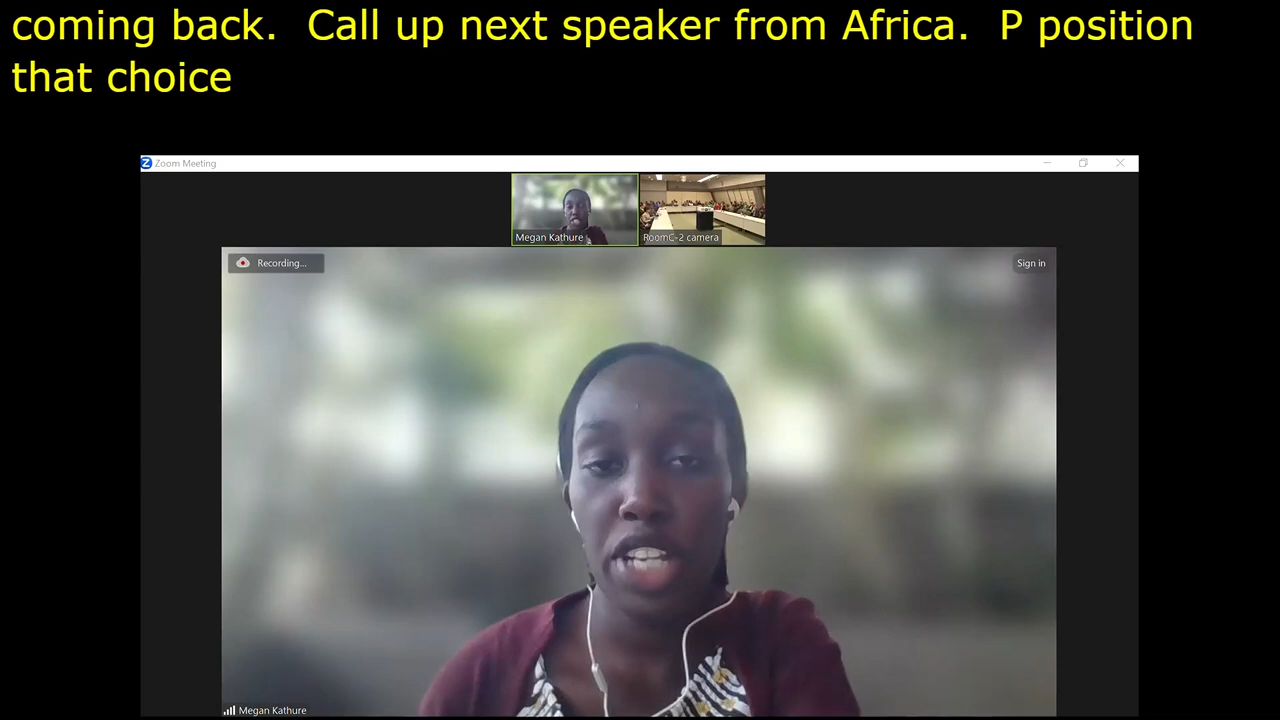 coming back.  Call up next speaker from Africa.  P position
that choice
Zoom Meeting
Megan Kathure
RoomC-2 camera
Recording...
Sign in
Megan Kathure